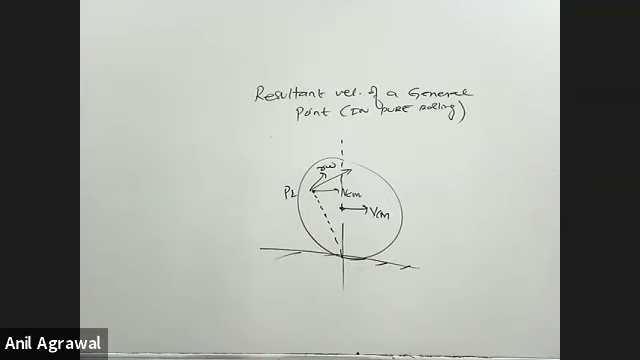 Resultant vel. of a General
Point (IN PURE Rolling)
rω
P1
Vcm
Vcm
Anil Agrawal